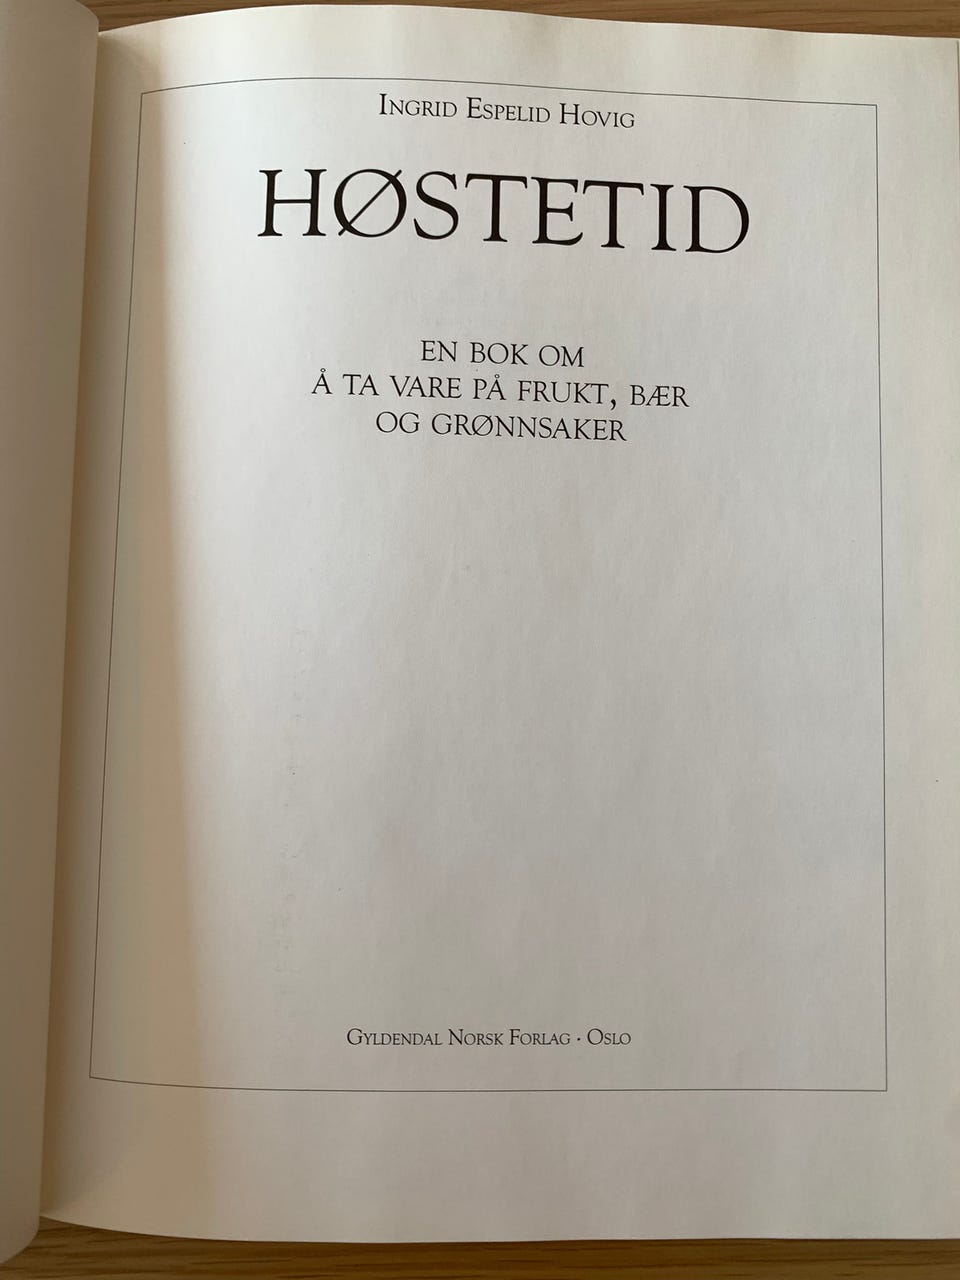 Ingrid Espelid Hovig
HØSTETID
EN BOK OM
Å TA VARE PÅ FRUKT, BÆR
OG GRØNNSAKER
Gyldendal Norsk Forlag · Oslo